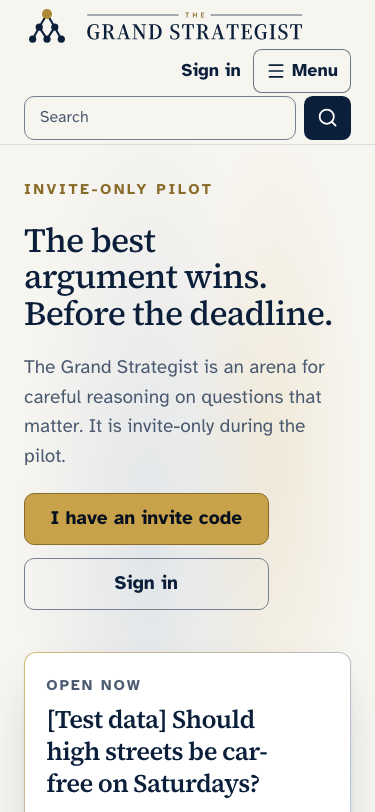 THE
GRAND STRATEGIST
Sign in
Menu
Search
INVITE-ONLY PILOT
The best
argument wins.
Before the deadline.
The Grand Strategist is an arena for
careful reasoning on questions that
matter. It is invite-only during the
pilot.
I have an invite code
Sign in
OPEN NOW
[Test data] Should
high streets be car-
free on Saturdays?